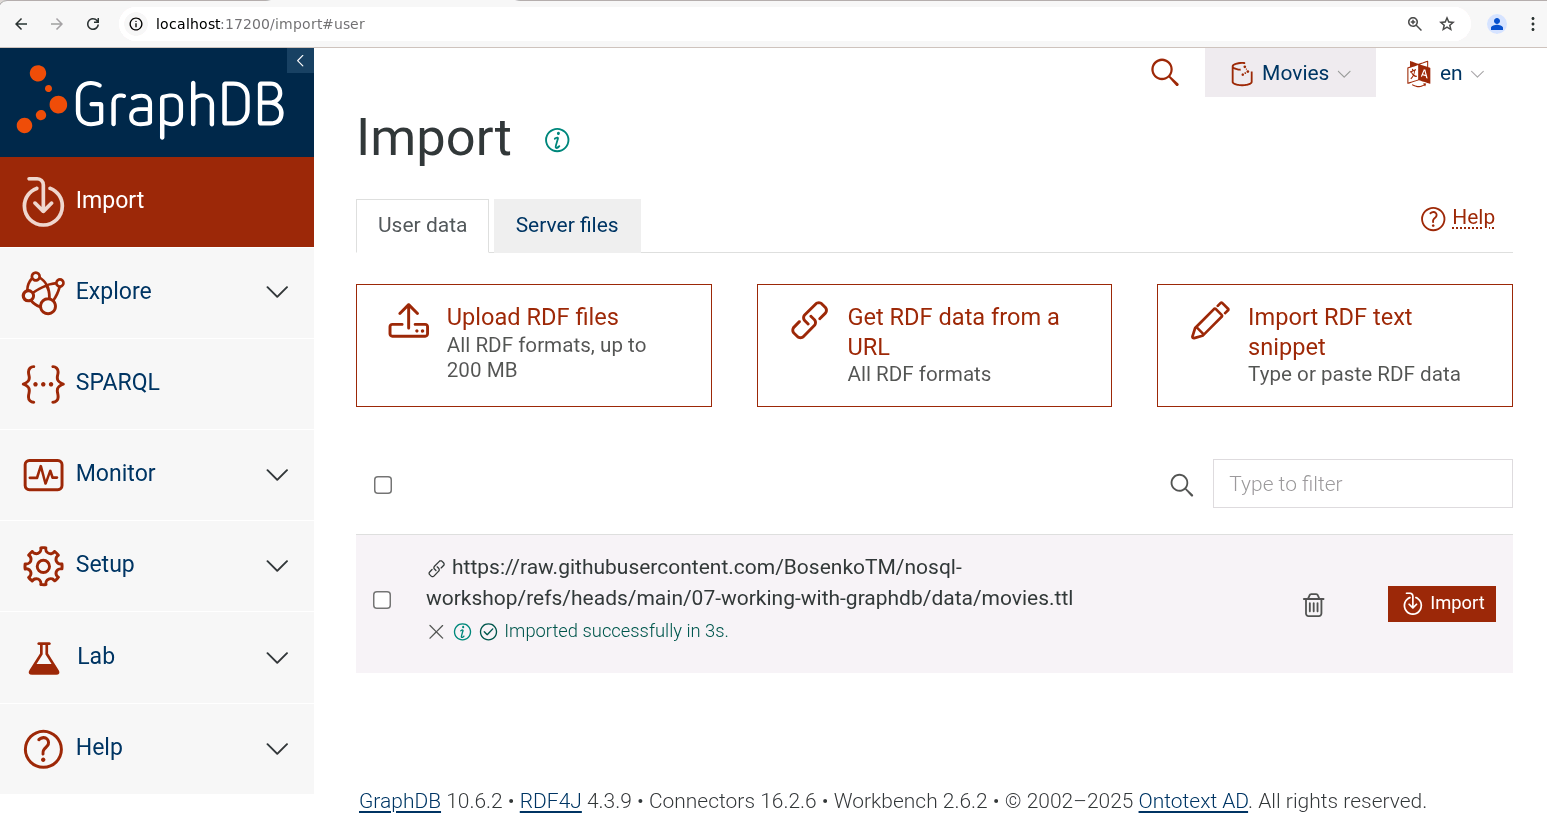 localhost:17200/import#user
GraphDB
Movies
en
Import
Import
User data
Server files
Help
Explore
SPARQL
Monitor
Setup
Lab
Help
Upload RDF files
All RDF formats, up to
200 MB
Get RDF data from a
URL
All RDF formats
Import RDF text
snippet
Type or paste RDF data
Type to filter
https://raw.githubusercontent.com/BosenkoTM/nosql-
workshop/refs/heads/main/07-working-with-graphdb/data/movies.ttl
Imported successfully in 3s.
Import
GraphDB 10.6.2 • RDF4J 4.3.9 • Connectors 16.2.6 • Workbench 2.6.2 • © 2002–2025 Ontotext AD. All rights reserved.